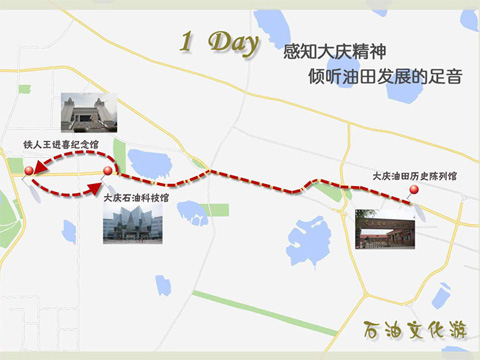 1 Day
感知大庆精神
倾听油田发展的足音
铁人王进喜纪念馆
大庆石油科技馆
大庆油田历史陈列馆
石油文化游